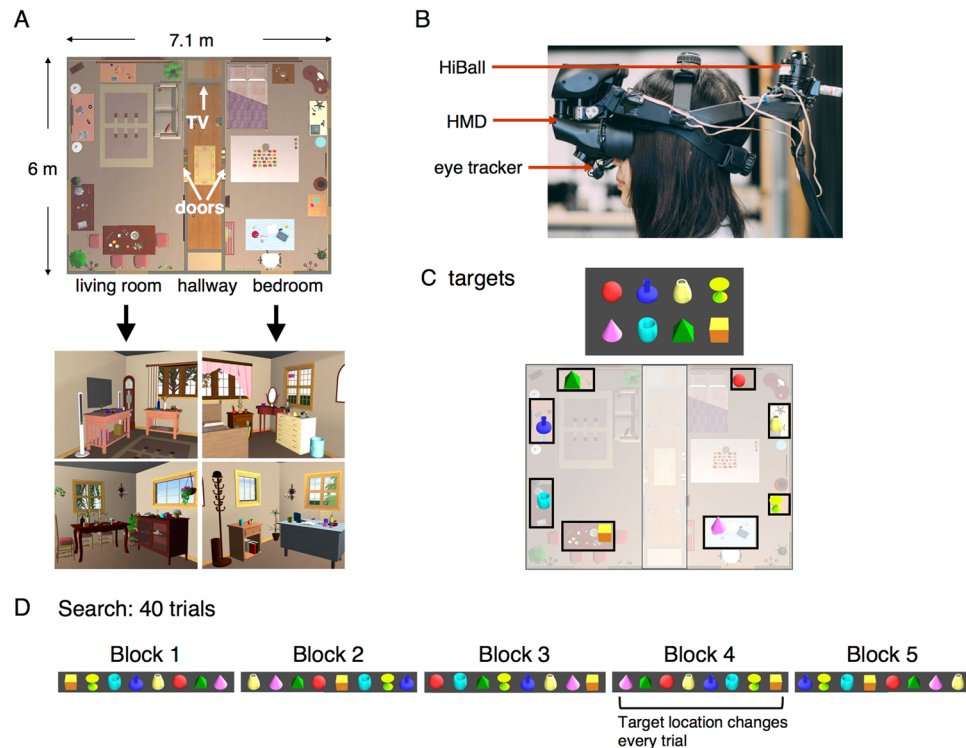 A
7.1 m
6 m
TV
doors
living room hallway bedroom
B
HiBall
HMD
eye tracker
C targets
D Search: 40 trials
Block 1 Block 2 Block 3 Block 4 Block 5
Target location changes
every trial